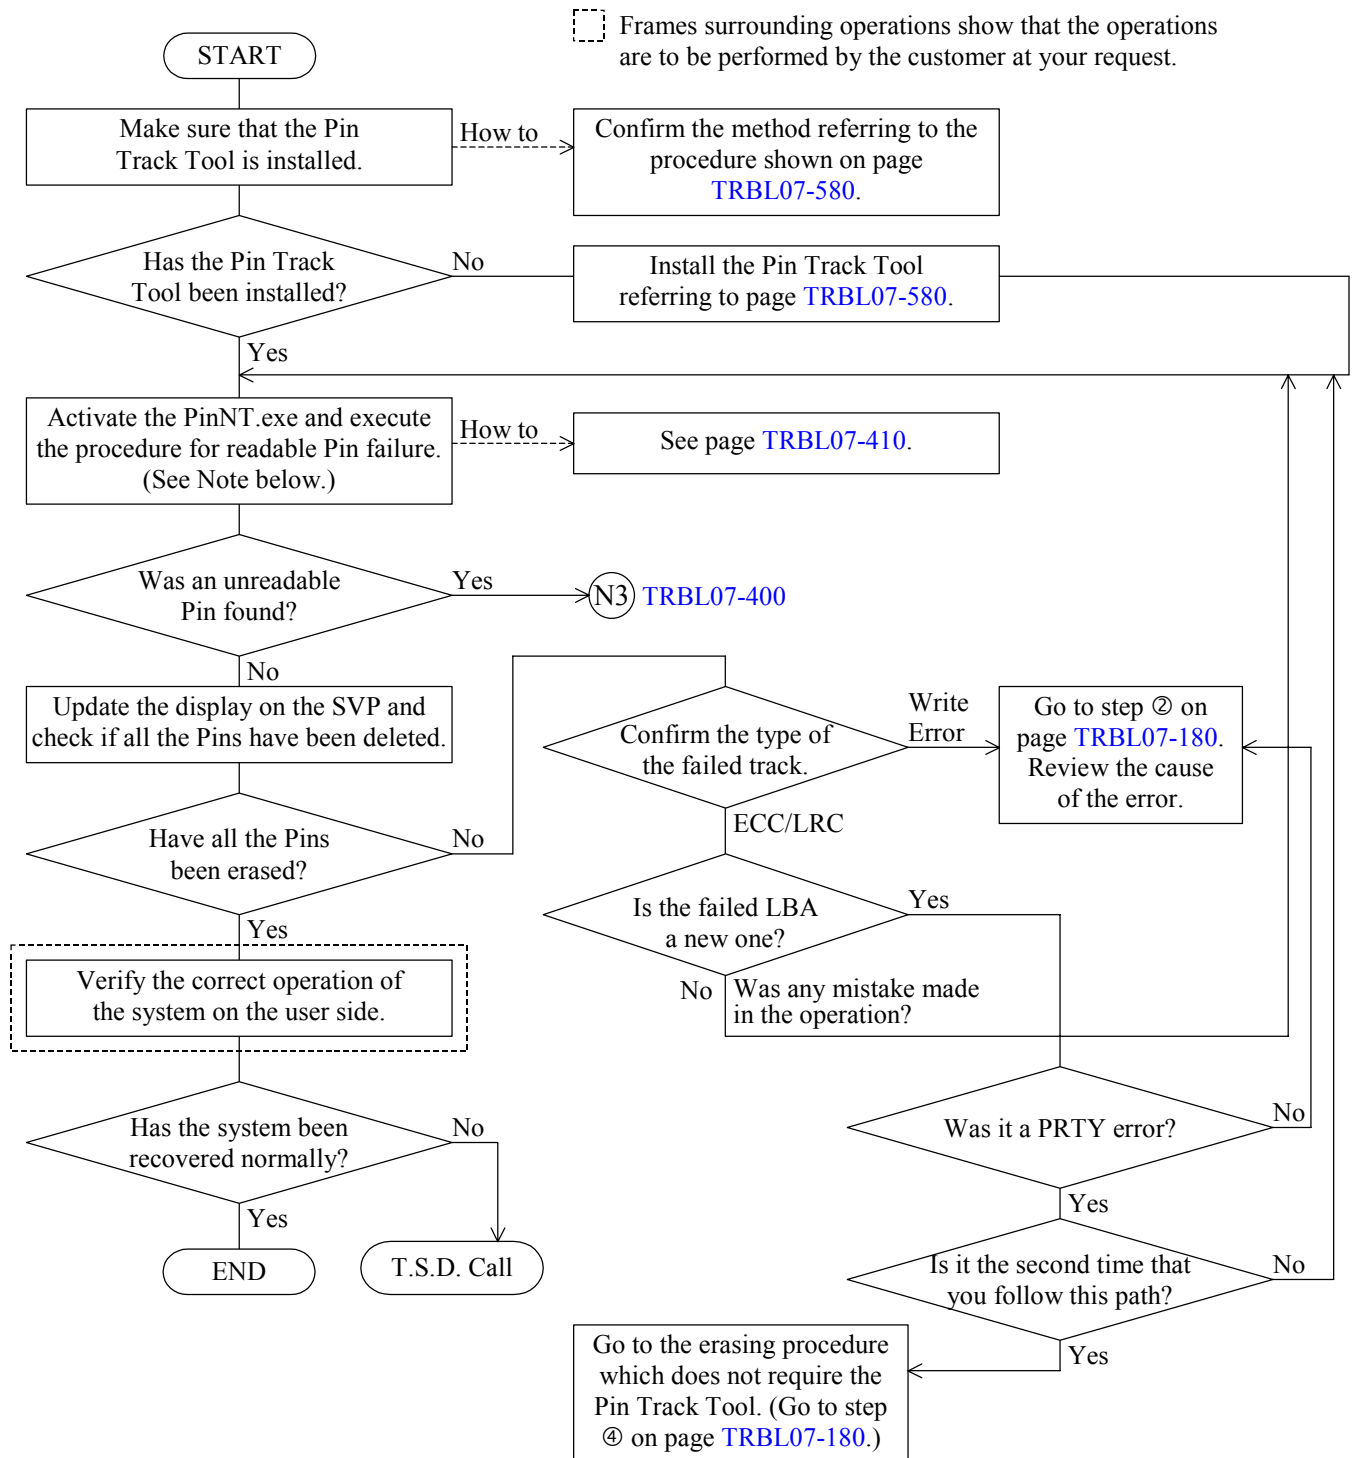 Frames surrounding operations show that the operations
are to be performed by the customer at your request.
START
Make sure that the Pin
Track Tool is installed.
How to
Confirm the method referring to the
procedure shown on page
TRBL07-580.
Has the Pin Track
Tool been installed?
No
Install the Pin Track Tool
referring to page TRBL07-580.
Yes
Activate the PinNT.exe and execute
the procedure for readable Pin failure.
(See Note below.)
How to
See page TRBL07-410.
Was an unreadable
Pin found?
Yes
N3 TRBL07-400
No
Update the display on the SVP and
check if all the Pins have been deleted.
Confirm the type of
the failed track.
Write
Error
Go to step ② on
page TRBL07-180.
Review the cause
of the error.
ECC/LRC
Have all the Pins
been erased?
No
Yes
Is the failed LBA
a new one?
Yes
No
Was any mistake made
in the operation?
Verify the correct operation of
the system on the user side.
Was it a PRTY error?
No
Yes
Has the system been
recovered normally?
No
Yes
END
T.S.D. Call
Is it the second time that
you follow this path?
No
Yes
Go to the erasing procedure
which does not require the
Pin Track Tool. (Go to step
④ on page TRBL07-180.)